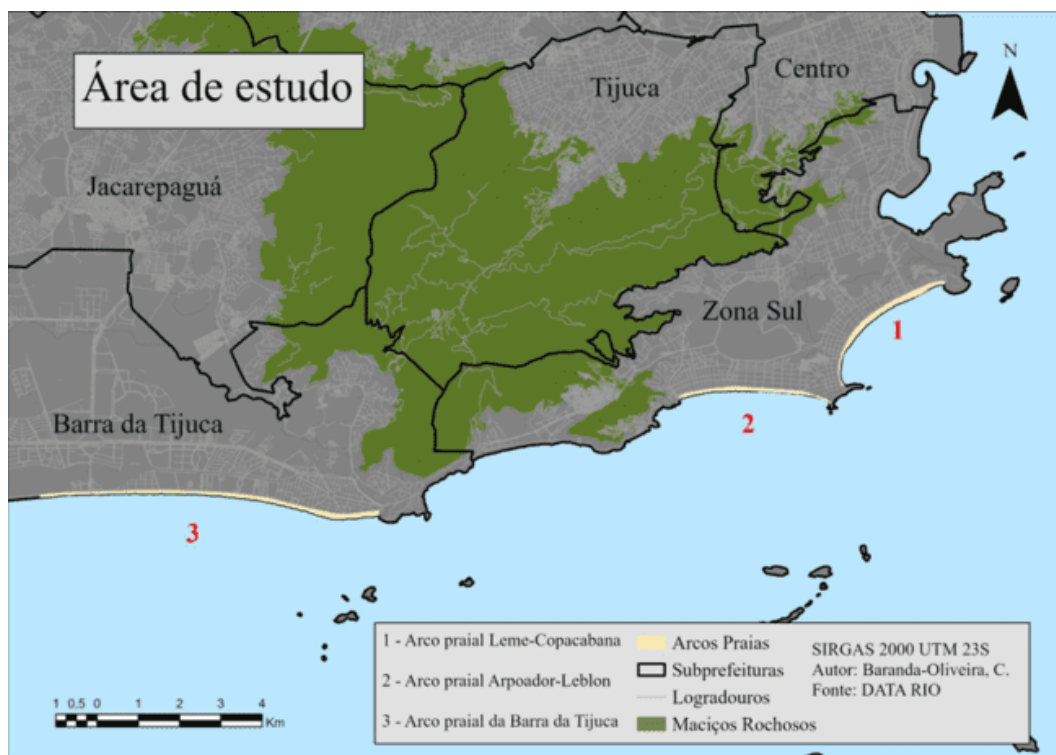 Área de estudo
N
Centro
Tijuca
Jacarepaguá
Zona Sul
1
2
Barra da Tijuca
3
1 - Arco praial Leme-Copacabana
2 - Arco praial Arpoador-Leblon
3 - Arco praial da Barra da Tijuca
Arcos Praias
Subprefeituras
Logradouros
Maciços Rochosos
SIRGAS 2000 UTM 23S
Autor: Baranda-Oliveira, C.
Fonte: DATA RIO
1 0,5 0 1 2 3 4
Km